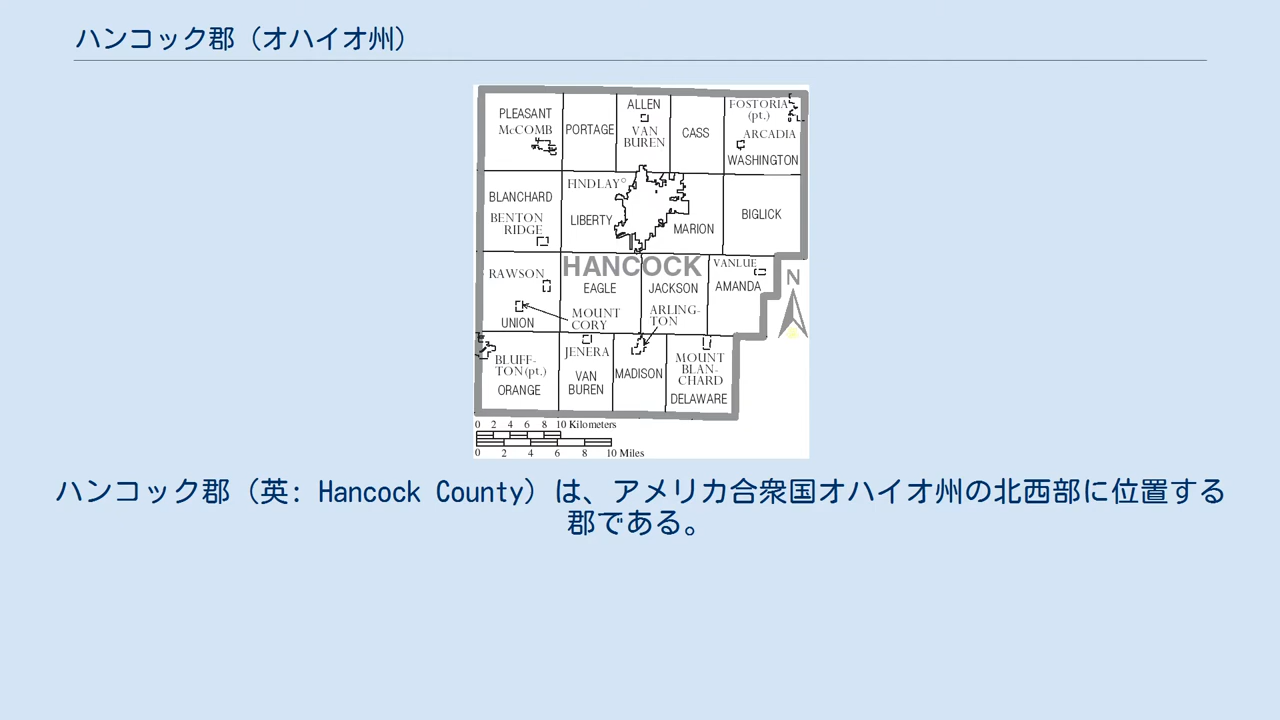 ハンコック郡（オハイオ州）
PLEASANT
McCOMB
PORTAGE
ALLEN
VAN
BUREN
CASS
FOSTORIA
(pt.)
ARCADIA
WASHINGTON
BLANCHARD
BENTON
RIDGE
FINDLAY
LIBERTY
MARION
BIGLICK
HANCOCK
RAWSON
UNION
EAGLE
MOUNT
CORY
JACKSON
ARLING-
TON
VANLUE
AMANDA
N
BLUFF-
TON (pt.)
ORANGE
JENERA
VAN
BUREN
MADISON
MOUNT
BLAN-
CHARD
DELAWARE
0 2 4 6 8 10 Kilometers
0 2 4 6 8 10 Miles
ハンコック郡（英: Hancock County）は、アメリカ合衆国オハイオ州の北西部に位置する
郡である。